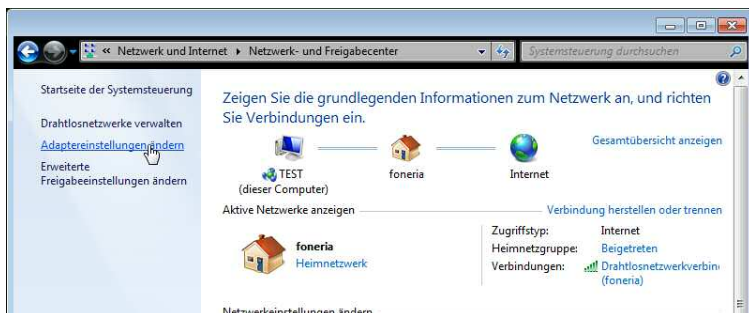 « Netzwerk und Internet ▸ Netzwerk- und Freigabecenter
Systemsteuerung durchsuchen
Startseite der Systemsteuerung
Drahtlosnetzwerke verwalten
Adaptereinstellungen ändern
Erweiterte
Freigabeeinstellungen ändern
Zeigen Sie die grundlegenden Informationen zum Netzwerk an, und richten
Sie Verbindungen ein.
Gesamtübersicht anzeigen
TEST
(dieser Computer)
foneria
Internet
Aktive Netzwerke anzeigen
Verbindung herstellen oder trennen
foneria
Heimnetzwerk
Zugriffstyp: Internet
Heimnetzgruppe: Beigetreten
Verbindungen: Drahtlosnetzwerkverbin
(foneria)
Netzwerkeinstellungen ändern